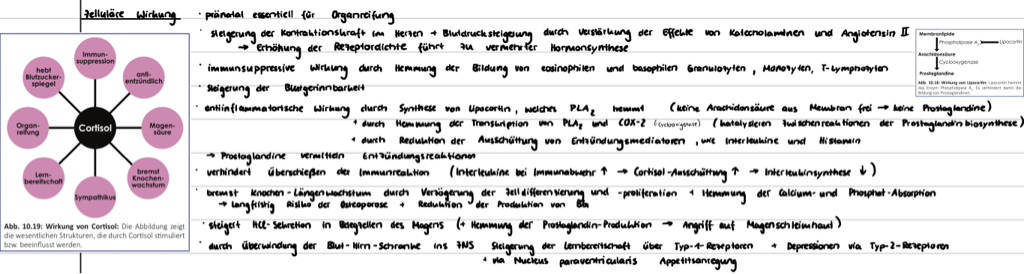 zelluläre Wirkung
· pränatal essentiell für Organreifung
· Steigerung der Kontraktionskraft im Herzen + Blutdrucksteigerung durch Verstärkung der Effekte von Katecholaminen und Angiotensin II
→ Erhöhung der Rezeptordichte führt zu vermehrter Hormonsynthese
· immunsuppressive Wirkung durch Hemmung der Bildung von eosinophilen und basophilen Granulozyten, Monozyten, T-Lymphozyten
· Steigerung der Blutgerinnbarkeit
· antiinflammatorische Wirkung durch Synthese von Lipocortin, welches PLA₂ hemmt (keine Arachidonsäure aus Membran frei → keine Prostaglandine)
+ durch Hemmung der Transkription von PLA₂ und COX-2 (Cyclooxygenase) (katalysieren Zwischenreaktionen der Prostaglandinbiosynthese)
+ durch Reduktion der Ausschüttung von Entzündungsmediatoren, wie Interleukine und Histamin
→ Prostaglandine vermitteln Entzündungsreaktionen
· verhindert überschießen der Immunreaktion (Interleukine bei Immunabwehr ↑ → Cortisol-Ausschüttung ↑ → Interleukinsynthese ↓)
· bremst Knochen-Längenwachstum durch Verzögerung der Zelldifferenzierung und -proliferation + Hemmung der Calcium- und Phosphat-Absorption
→ langfristig Risiko der Osteoporose + Reduktion der Produktion von
· steigert HCl-Sekretion in Belegzellen des Magens (+ Hemmung der Prostaglandin-Produktion → Angriff auf Magenschleimhaut)
· durch überwindung der Blut-Hirn-Schranke ins ZNS Steigerung der Lernbereitschaft über Typ-1-Rezeptoren + Depressionen via Typ-2-Rezeptoren
+ via Nucleus paraventricularis Appetitsanregung
Immun-
suppression
anti-
entzündlich
Magen-
säure
bremst
Knochen-
wachstum
Sympathikus
Lern-
bereitschaft
Organ-
reifung
hebt
Blutzucker-
spiegel
Cortisol
Abb. 10.19: Wirkung von Cortisol: Die Abbildung zeigt
die wesentlichen Strukturen, die durch Cortisol stimuliert
bzw. beeinflusst werden.
Membranlipide
Phospholipase A₂ Lipocortin
Arachidonsäure
Cyclooxygenase
Prostaglandine
Abb. 10.18: Wirkung von Lipocortin: Lipocortin hemmt
das Enzym Phospholipase A₂. Es verhindert damit die
Bildung von Prostaglandinen.